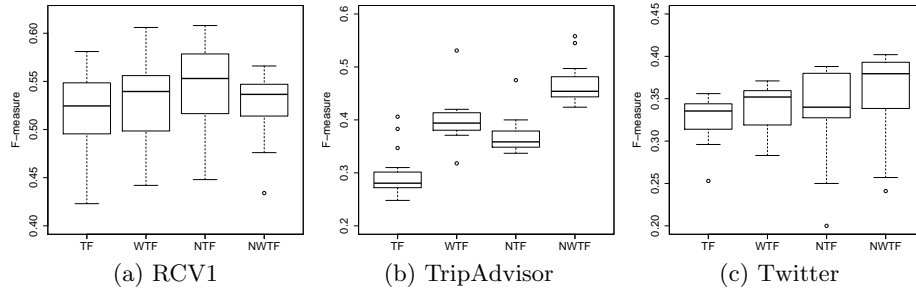 F−measure
0.60
0.55
0.50
0.45
0.40
TF WTF NTF NWTF
(a) RCV1
F−measure
0.6
0.5
0.4
0.3
0.2
TF WTF NTF NWTF
(b) TripAdvisor
F−measure
0.45
0.40
0.35
0.30
0.25
0.20
TF WTF NTF NWTF
(c) Twitter